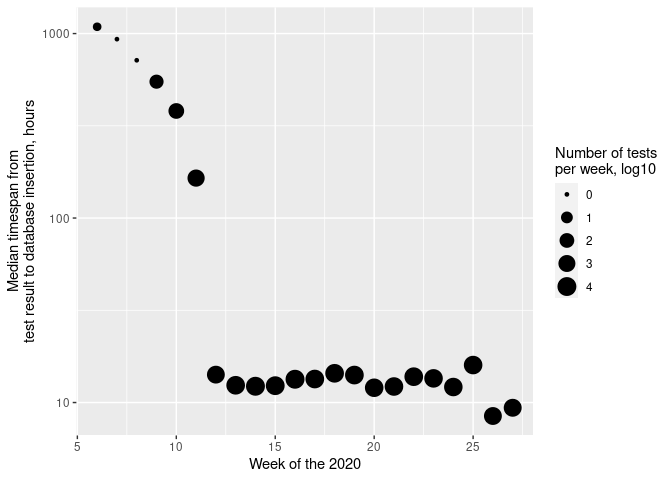 1000
100
10
5
10
15
20
25
Week of the 2020
Median timespan from
test result to database insertion, hours
Number of tests
per week, log10
0
1
2
3
4